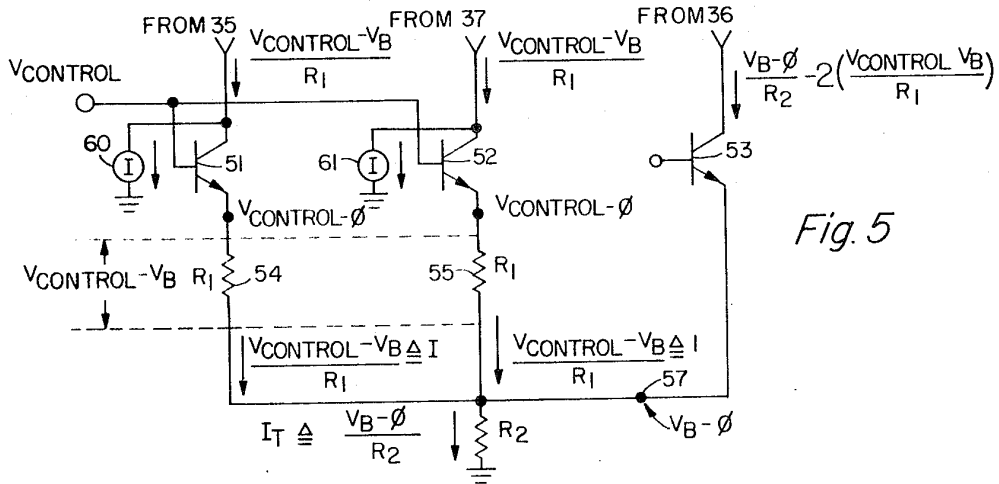 FROM 35
FROM 37
FROM 36
VCONTROL-VB
R1
VCONTROL-VB
R1
VB-Ø
R2
-2(VCONTROL VB)
R1
VCONTROL
60
I
51
61
I
52
53
VCONTROL-Ø
VCONTROL-Ø
Fig. 5
VCONTROL-VB
R1
54
55
R1
VCONTROL-VB ≜ I
R1
VCONTROL-VB ≜ I
R1
57
IT ≜ VB-Ø
R2
R2
VB-Ø